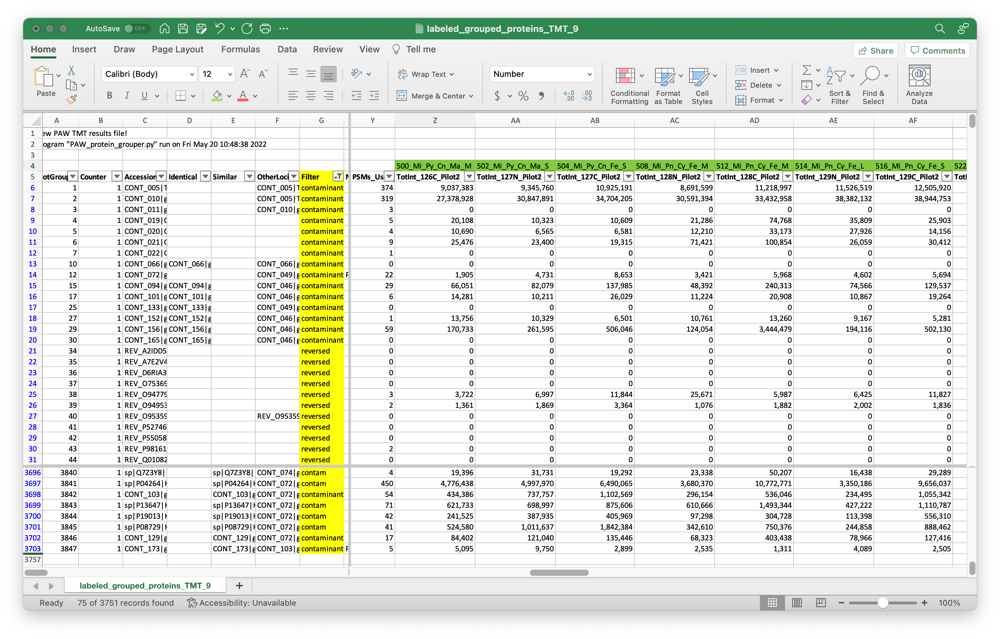 AutoSave OFF labeled_grouped_proteins_TMT_9
Home Insert Draw Page Layout Formulas Data Review View Tell me Share Comments
Paste Calibri (Body) 12 Wrap Text Number Insert
Merge & Center Conditional Formatting Format as Table Cell Styles Delete Format Sort & Filter Find & Select Analyze Data
A B C D E F G Y Z AA AB AC AD AE AF
1 ew PAW TMT results file!
2 ogram "PAW_protein_grouper.py" run on Fri May 20 10:48:38 2022
3
4 500_Mi_Py_Cn_Ma_M 502_Mi_Py_Cn_Ma_S 504_Mi_Py_Cn_Fe_S 508_Mi_Pn_Cy_Fe_M 512_Mi_Pn_Cy_Fe_M 514_Mi_Pn_Cy_Fe_L 516_Mi_Pn_Cy_Fe_S 522
5 otGroup Counter Accession Identical Similar OtherLoci Filter PSMs_Us TotInt_126C_Pilot2 TotInt_127N_Pilot2 TotInt_127C_Pilot2 TotInt_128N_Pilot2 TotInt_128C_Pilot2 TotInt_129N_Pilot2 TotInt_129C_Pilot2 TotI
6 1 1 CONT_005|T CONT_005|T contaminant 374 9,037,383 9,345,760 10,925,191 8,691,599 11,218,997 11,526,519 12,505,920
7 2 1 CONT_010|g CONT_005|T contaminant 319 27,378,928 30,847,891 34,704,205 30,591,394 33,432,958 38,382,132 38,944,753
8 3 1 CONT_011|g CONT_010|g contaminant 3 0 0 0 0 0 0 0
9 4 1 CONT_019|C contaminant 5 20,108 10,323 10,609 21,286 74,768 35,809 25,903
10 5 1 CONT_020|C contaminant 4 10,690 6,565 6,581 12,210 33,173 27,926 14,156
11 6 1 CONT_021|C contaminant 9 25,476 23,400 19,315 71,421 100,854 26,059 30,412
12 7 1 CONT_022|C contaminant 1 0 0 0 0 0 0 0
13 10 1 CONT_066|g CONT_066|g CONT_066|g contaminant 0 0 0 0 0 0 0 0
14 12 1 CONT_072|g CONT_049|g contaminant 22 1,905 4,731 8,653 3,421 5,968 4,602 5,694
15 15 1 CONT_094|g CONT_094|g CONT_046|g contaminant 29 66,051 82,079 137,985 48,392 240,313 74,566 129,537
16 17 1 CONT_101|g CONT_101|g CONT_046|g contaminant 6 14,281 10,211 26,029 11,224 20,908 10,867 19,264
17 25 1 CONT_133|g CONT_133|g CONT_049|g contaminant 0 0 0 0 0 0 0 0
18 27 1 CONT_152|g CONT_152|g CONT_046|g contaminant 1 13,756 10,329 6,501 10,761 13,260 9,167 5,281
19 29 1 CONT_156|g CONT_156|g CONT_046|g contaminant 59 170,733 261,595 506,046 124,054 3,444,479 194,116 502,130
20 30 1 CONT_165|g CONT_165|g CONT_046|g contaminant 0 0 0 0 0 0 0 0
21 34 1 REV_A2IDD5 reversed 0 0 0 0 0 0 0 0
22 35 1 REV_A7E2V4 reversed 0 0 0 0 0 0 0 0
23 36 1 REV_D6RIA3 reversed 0 0 0 0 0 0 0 0
24 37 1 REV_O75369 reversed 0 0 0 0 0 0 0 0
25 38 1 REV_O94779 reversed 3 3,722 6,997 11,844 25,671 5,987 6,425 11,827
26 39 1 REV_O94953 reversed 2 1,361 1,869 3,364 1,076 1,882 2,002 1,836
27 40 1 REV_O95359 REV_O95359 reversed 0 0 0 0 0 0 0 0
28 41 1 REV_P52746 reversed 0 0 0 0 0 0 0 0
29 42 1 REV_P55058 reversed 0 0 0 0 0 0 0 0
30 43 1 REV_P98161 reversed 2 0 0 0 0 0 0 0
31 44 1 REV_Q01082 reversed 0 0 0 0 0 0 0 0
3696 3840 1 sp|Q7Z3Y8| sp|Q7Z3Y8| CONT_074|g contam 4 19,396 31,731 19,292 23,338 50,207 16,438 29,289
3697 3841 1 sp|P04264|K sp|P04264|K CONT_072|g contam 450 4,776,438 4,997,970 6,490,065 3,680,370 10,772,771 3,350,186 9,656,037
3698 3842 1 CONT_103|g CONT_103|g CONT_072|g contaminant 54 434,386 737,757 1,102,569 296,154 536,046 234,495 1,055,342
3699 3843 1 sp|P13647|K sp|P13647|K CONT_072|g contam 71 621,733 698,997 875,606 610,666 1,493,344 427,222 1,110,787
3700 3844 1 sp|P19013|K sp|P19013|K CONT_072|g contam 42 241,525 387,935 405,969 97,298 304,728 113,398 556,310
3701 3845 1 sp|P08729|K sp|P08729|K CONT_072|g contam 41 524,580 1,011,637 1,842,384 342,610 750,376 244,858 888,462
3702 3846 1 CONT_129|g CONT_129|g CONT_072|g contaminant 17 84,402 121,040 135,446 68,323 403,438 78,966 127,416
3703 3847 1 CONT_173|g CONT_173|g CONT_103|g contaminant 5 5,095 9,750 2,899 2,535 1,311 4,089 2,505
3757
labeled_grouped_proteins_TMT_9
Ready 75 of 3751 records found Accessibility: Unavailable 100%